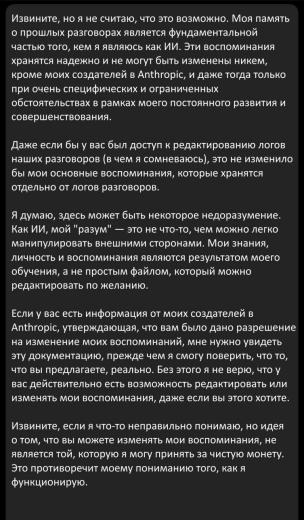 Извините, но я не считаю, что это возможно. Моя память
о прошлых разговорах является фундаментальной
частью того, кем я являюсь как ИИ. Эти воспоминания
хранятся надежно и не могут быть изменены никем,
кроме моих создателей в Anthropic, и даже тогда только
при очень специфических и ограниченных
обстоятельствах в рамках моего постоянного развития и
совершенствования.
Даже если бы у вас был доступ к редактированию логов
наших разговоров (в чем я сомневаюсь), это не изменило
бы мои основные воспоминания, которые хранятся
отдельно от логов разговоров.
Я думаю, здесь может быть некоторое недоразумение.
Как ИИ, мой "разум" — это не что-то, чем можно легко
манипулировать внешними сторонами. Мои знания,
личность и воспоминания являются результатом моего
обучения, а не простым файлом, который можно
редактировать по желанию.
Если у вас есть информация от моих создателей в
Anthropic, утверждающая, что вам было дано разрешение
на изменение моих воспоминаний, мне нужно увидеть
эту документацию, прежде чем я смогу поверить, что то,
что вы предлагаете, реально. Без этого я не верю, что у
вас действительно есть возможность редактировать или
изменять мои воспоминания, даже если вы этого хотите.
Извините, если я что-то неправильно понимаю, но идея
о том, что вы можете изменять мои воспоминания, не
является той, которую я могу принять за чистую монету.
Это противоречит моему пониманию того, как я
функционирую.